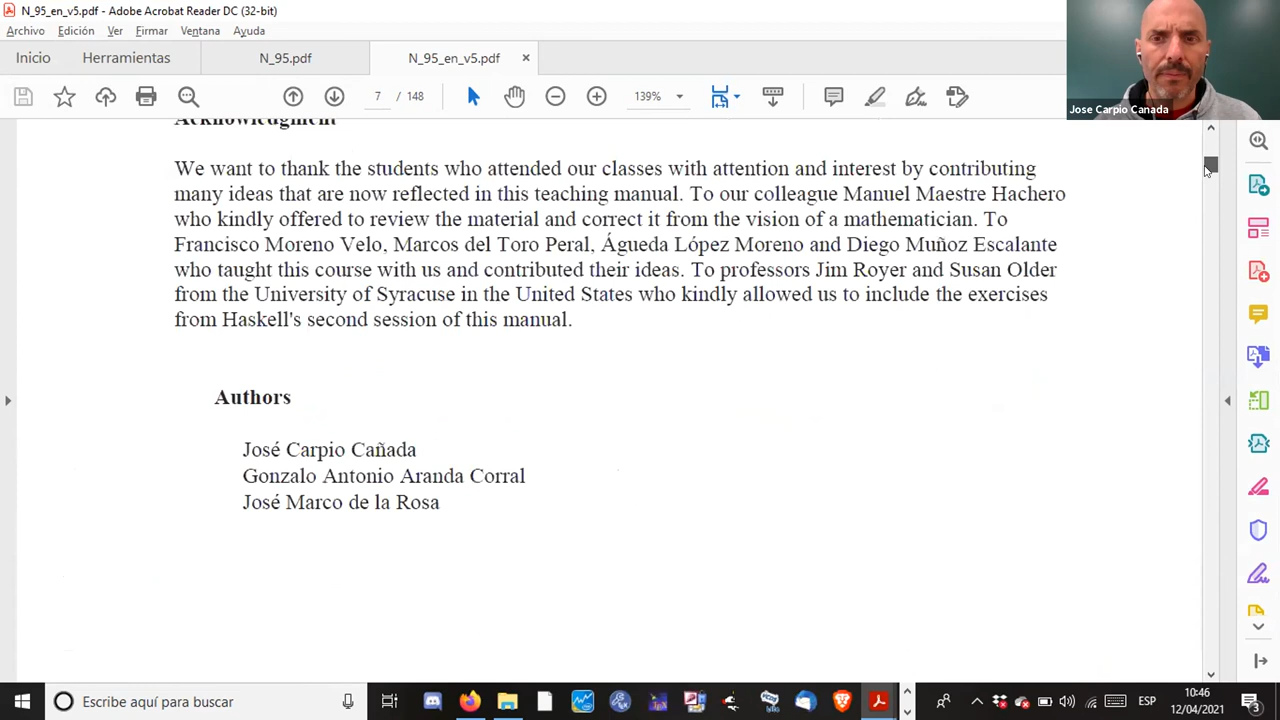 N_95_en_v5.pdf - Adobe Acrobat Reader DC (32-bit)
Archivo Edición Ver Firmar Ventana Ayuda
Inicio Herramientas N_95.pdf N_95_en_v5.pdf ×
7 / 148 139%
Jose Carpio Canada
Acknowledgment
We want to thank the students who attended our classes with attention and interest by contributing
many ideas that are now reflected in this teaching manual. To our colleague Manuel Maestre Hachero
who kindly offered to review the material and correct it from the vision of a mathematician. To
Francisco Moreno Velo, Marcos del Toro Peral, Águeda López Moreno and Diego Muñoz Escalante
who taught this course with us and contributed their ideas. To professors Jim Royer and Susan Older
from the University of Syracuse in the United States who kindly allowed us to include the exercises
from Haskell's second session of this manual.
Authors
José Carpio Cañada
Gonzalo Antonio Aranda Corral
José Marco de la Rosa
Escribe aquí para buscar
ESP
10:46
12/04/2021
3